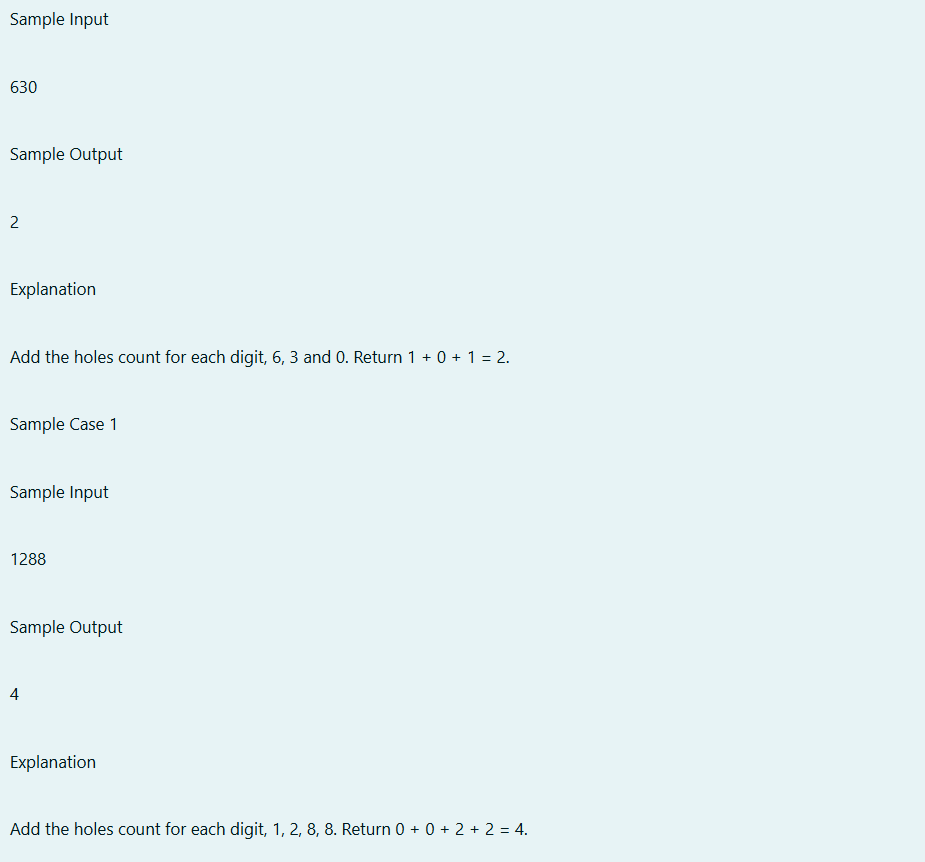 Sample Input
630
Sample Output
2
Explanation
Add the holes count for each digit, 6, 3 and 0. Return 1 + 0 + 1 = 2.
Sample Case 1
Sample Input
1288
Sample Output
4
Explanation
Add the holes count for each digit, 1, 2, 8, 8. Return 0 + 0 + 2 + 2 = 4.